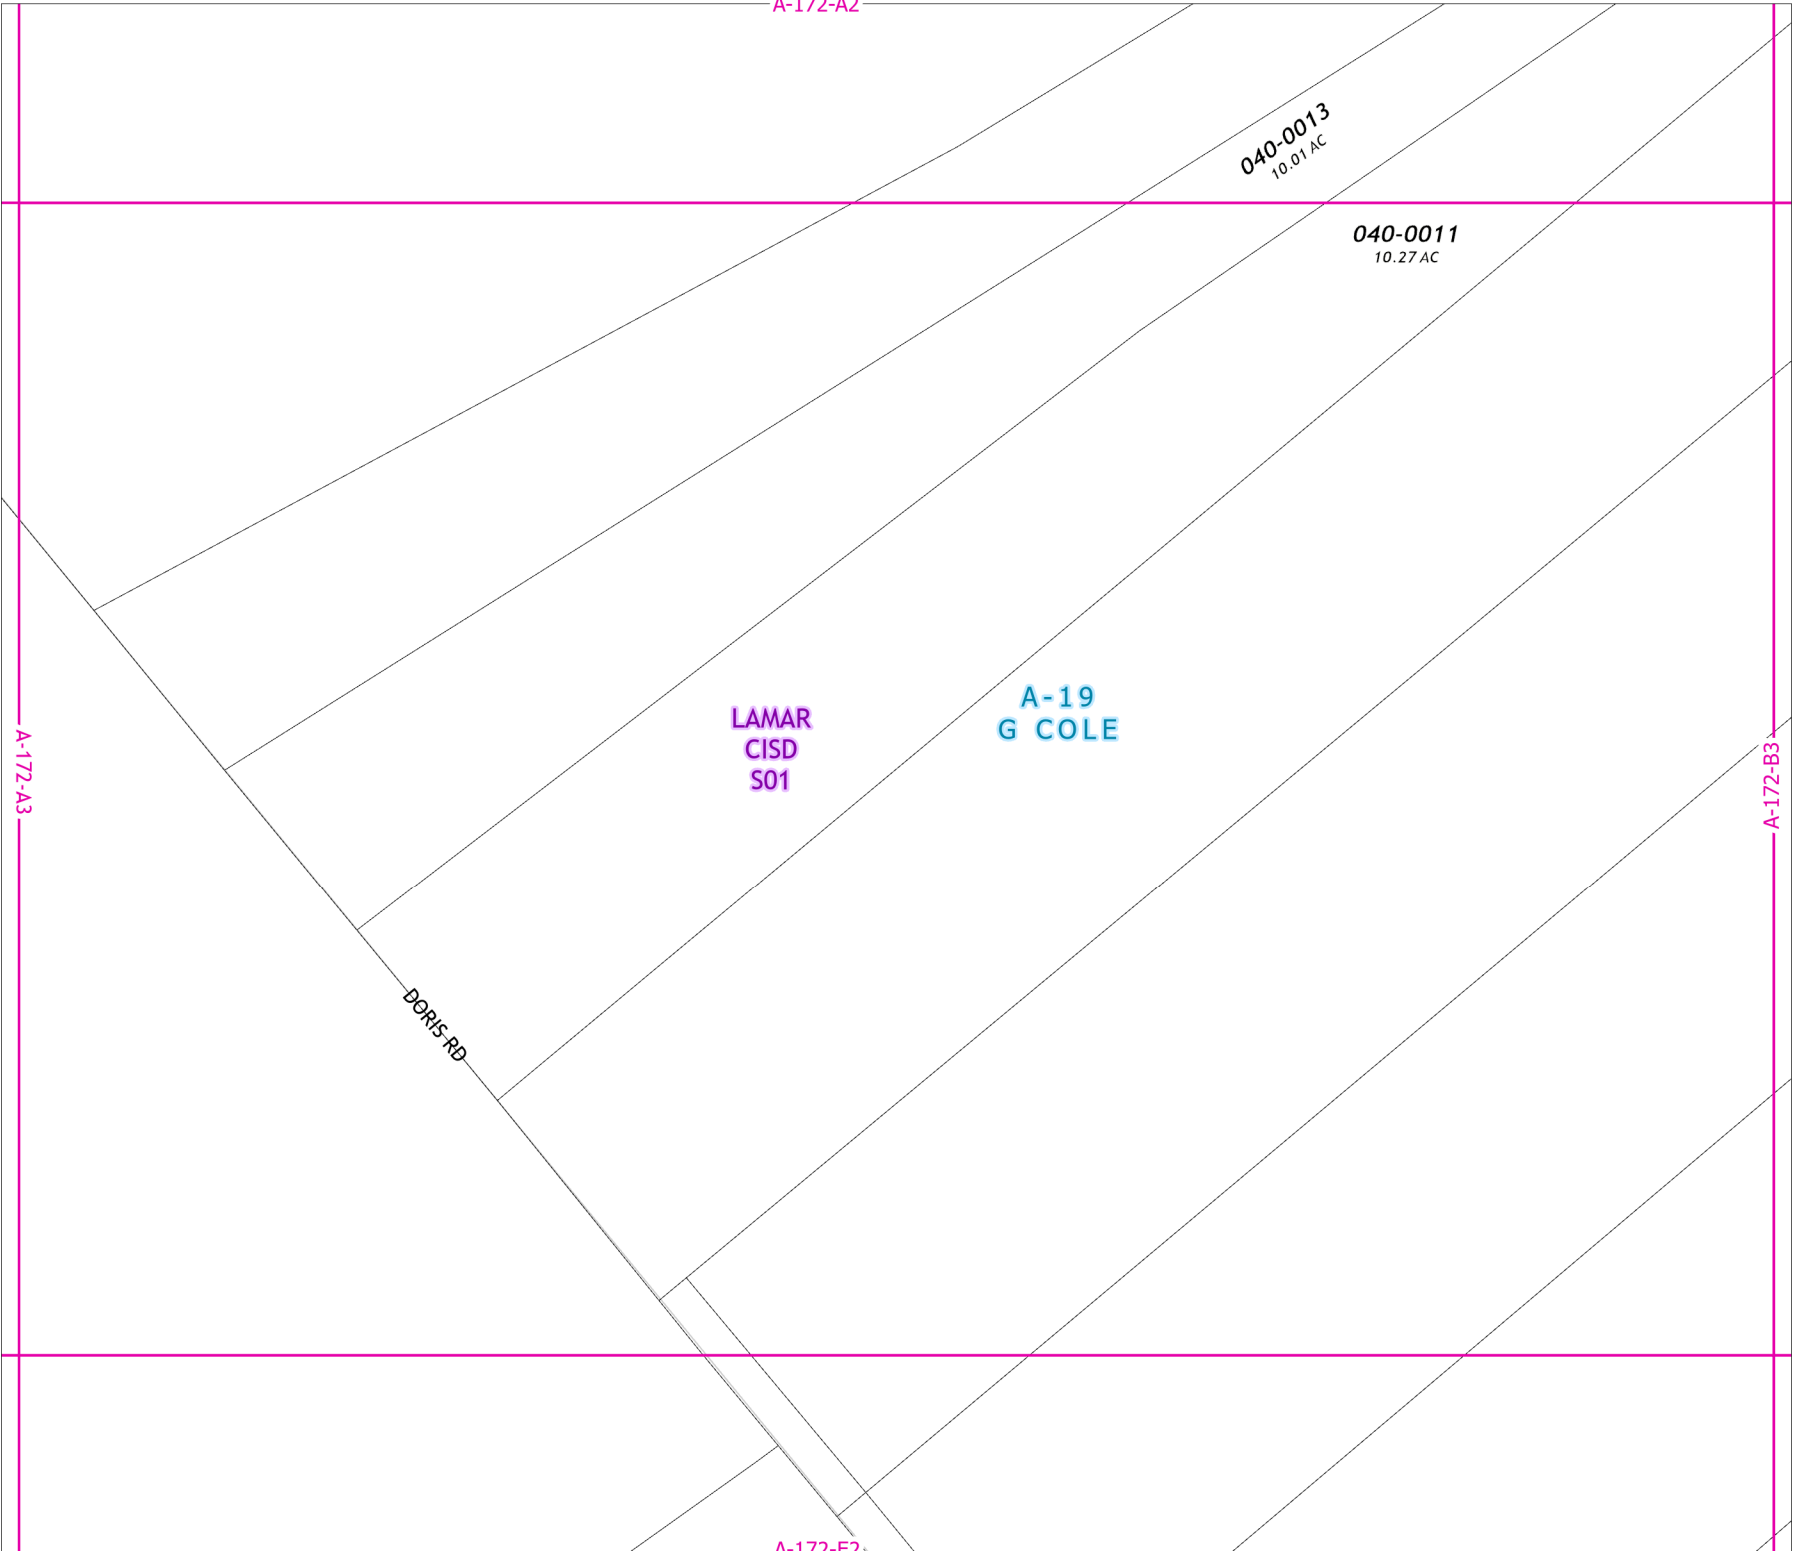 A-172-A2
040-0013
10.01 AC
040-0011
10.27 AC
A-19
G COLE
LAMAR
CISD
S01
A-172-A3
A-172-B3
DORIS RD
A-172-E2